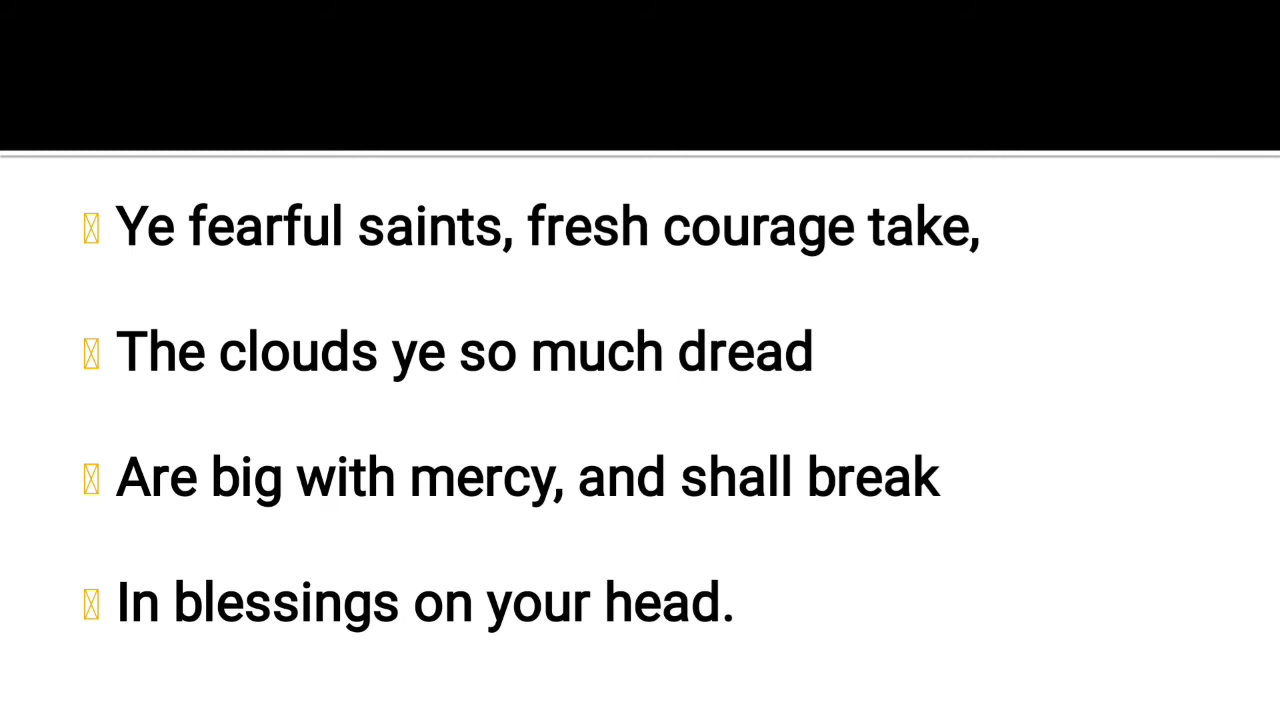 Ye fearful saints, fresh courage take,
The clouds ye so much dread
Are big with mercy, and shall break
In blessings on your head.